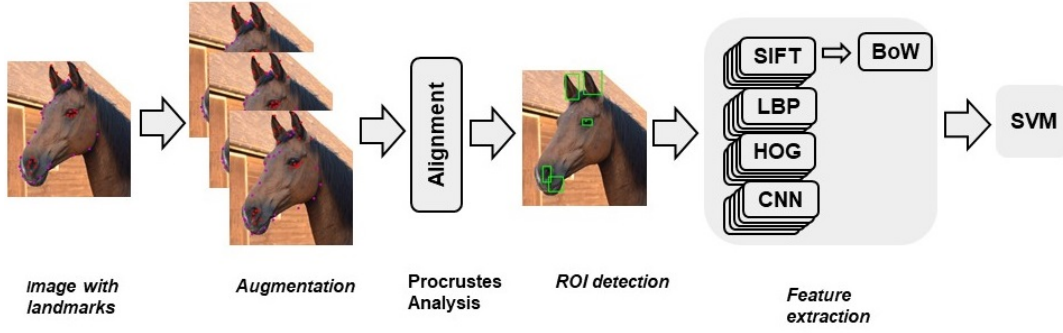 SIFT
BoW
LBP
HOG
CNN
Alignment
SVM
Image with
landmarks
Augmentation
Procrustes
Analysis
ROI detection
Feature
extraction